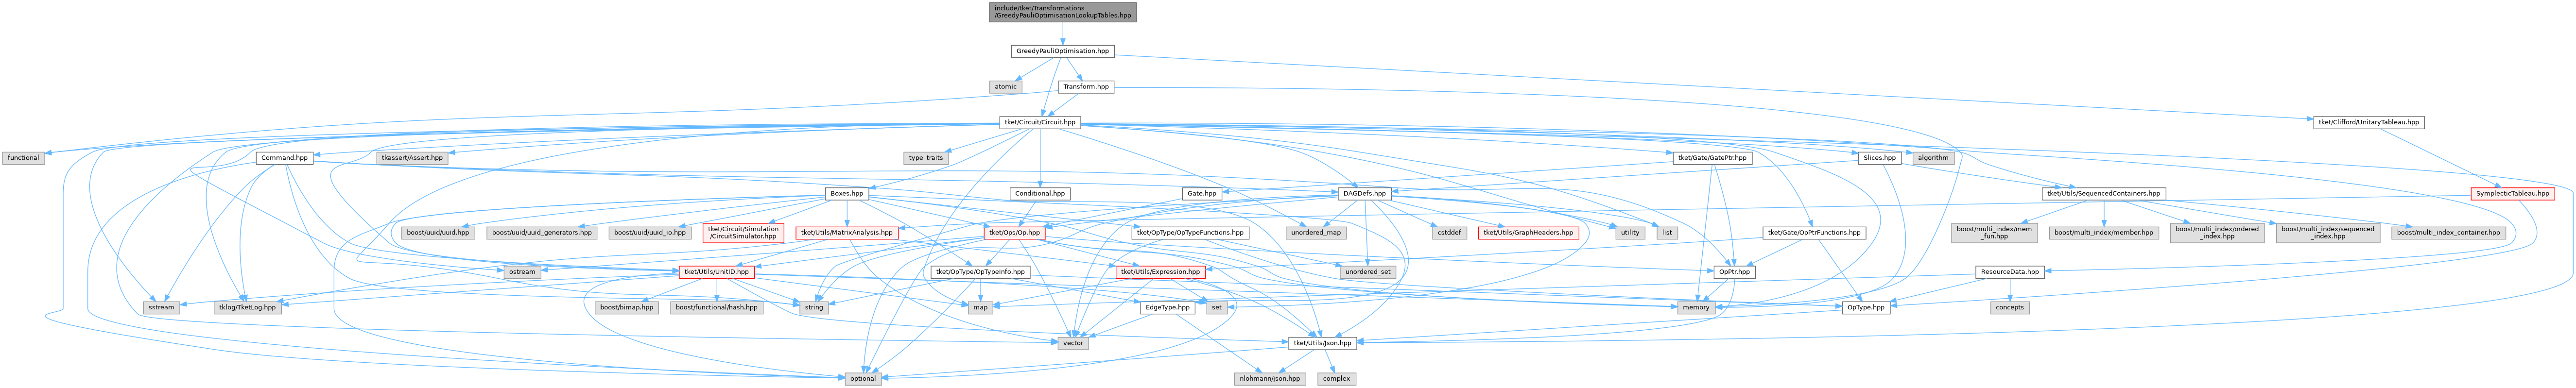 include/tket/Transformations
/GreedyPauliOptimisationLookupTables.hpp
GreedyPauliOptimisation.hpp
atomic
Transform.hpp
tket/Circuit/Circuit.hpp
tket/Clifford/UnitaryTableau.hpp
functional
Command.hpp
tkassert/Assert.hpp
type_traits
tket/Gate/GatePtr.hpp
Slices.hpp
algorithm
Boxes.hpp
Conditional.hpp
Gate.hpp
DAGDefs.hpp
tket/Utils/SequencedContainers.hpp
SymplecticTableau.hpp
boost/uuid/uuid.hpp
boost/uuid/uuid_generators.hpp
boost/uuid/uuid_io.hpp
tket/Circuit/Simulation
/CircuitSimulator.hpp
tket/Utils/MatrixAnalysis.hpp
tket/Ops/Op.hpp
tket/OpType/OpTypeFunctions.hpp
unordered_map
cstddef
tket/Utils/GraphHeaders.hpp
utility
list
tket/Gate/OpPtrFunctions.hpp
boost/multi_index/mem
_fun.hpp
boost/multi_index/member.hpp
boost/multi_index/ordered
_index.hpp
boost/multi_index/sequenced
_index.hpp
boost/multi_index_container.hpp
ostream
tket/Utils/UnitID.hpp
tket/OpType/OpTypeInfo.hpp
tket/Utils/Expression.hpp
unordered_set
OpPtr.hpp
ResourceData.hpp
sstream
tklog/TketLog.hpp
boost/bimap.hpp
boost/functional/hash.hpp
string
map
EdgeType.hpp
set
memory
OpType.hpp
concepts
vector
tket/Utils/Json.hpp
optional
nlohmann/json.hpp
complex